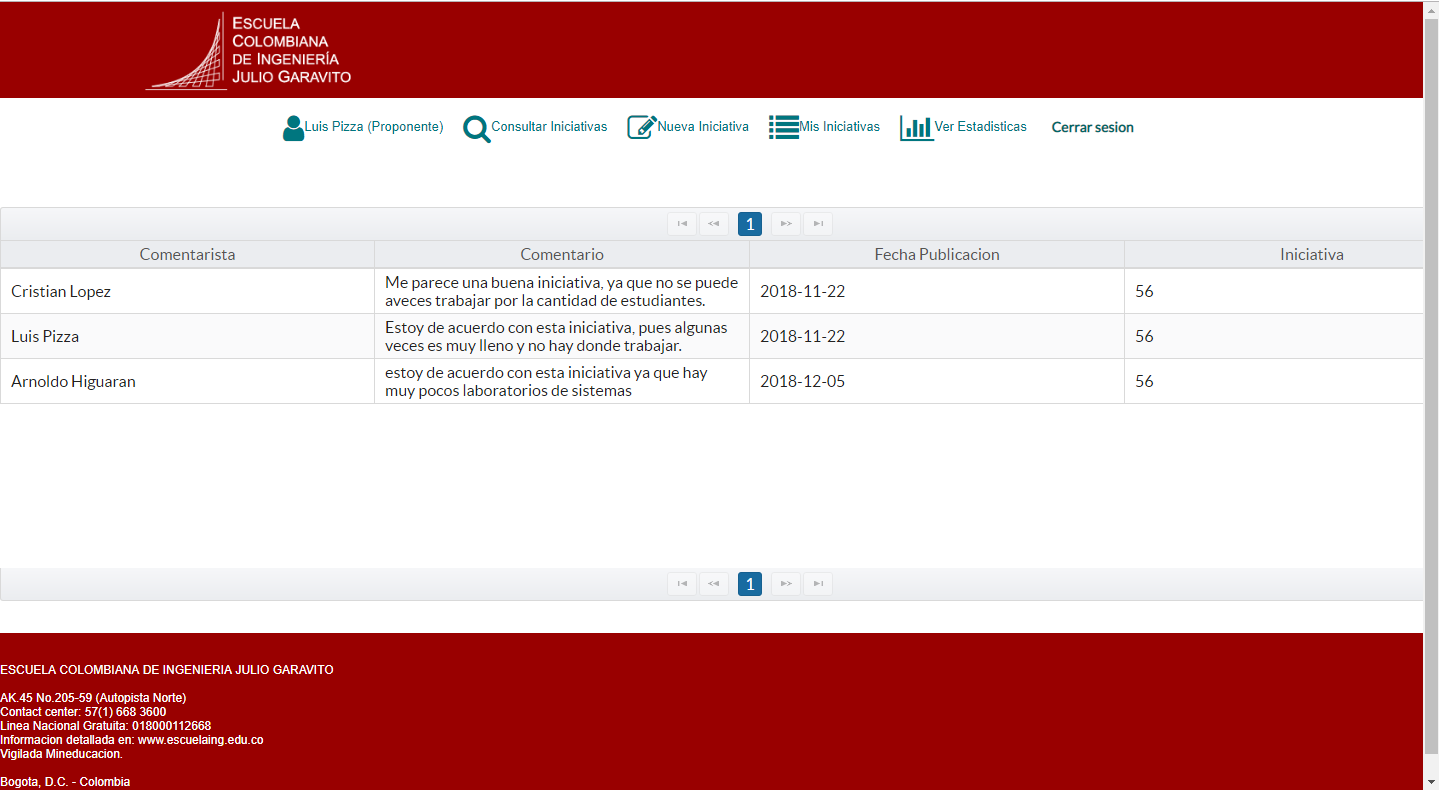 ESCUELA
COLOMBIANA
DE INGENIERÍA
JULIO GARAVITO
Luis Pizza (Proponente) Consultar Iniciativas Nueva Iniciativa Mis Iniciativas Ver Estadisticas Cerrar sesion
1
Comentarista Comentario Fecha Publicacion Iniciativa
Cristian Lopez Me parece una buena iniciativa, ya que no se puede 2018-11-22 56
aveces trabajar por la cantidad de estudiantes.
Luis Pizza Estoy de acuerdo con esta iniciativa, pues algunas 2018-11-22 56
veces es muy lleno y no hay donde trabajar.
Arnoldo Higuaran estoy de acuerdo con esta iniciativa ya que hay 2018-12-05 56
muy pocos laboratorios de sistemas
1
ESCUELA COLOMBIANA DE INGENIERIA JULIO GARAVITO
AK.45 No.205-59 (Autopista Norte)
Contact center: 57(1) 668 3600
Linea Nacional Gratuita: 018000112668
Informacion detallada en: www.escuelaing.edu.co
Vigilada Mineducacion.
Bogota, D.C. - Colombia